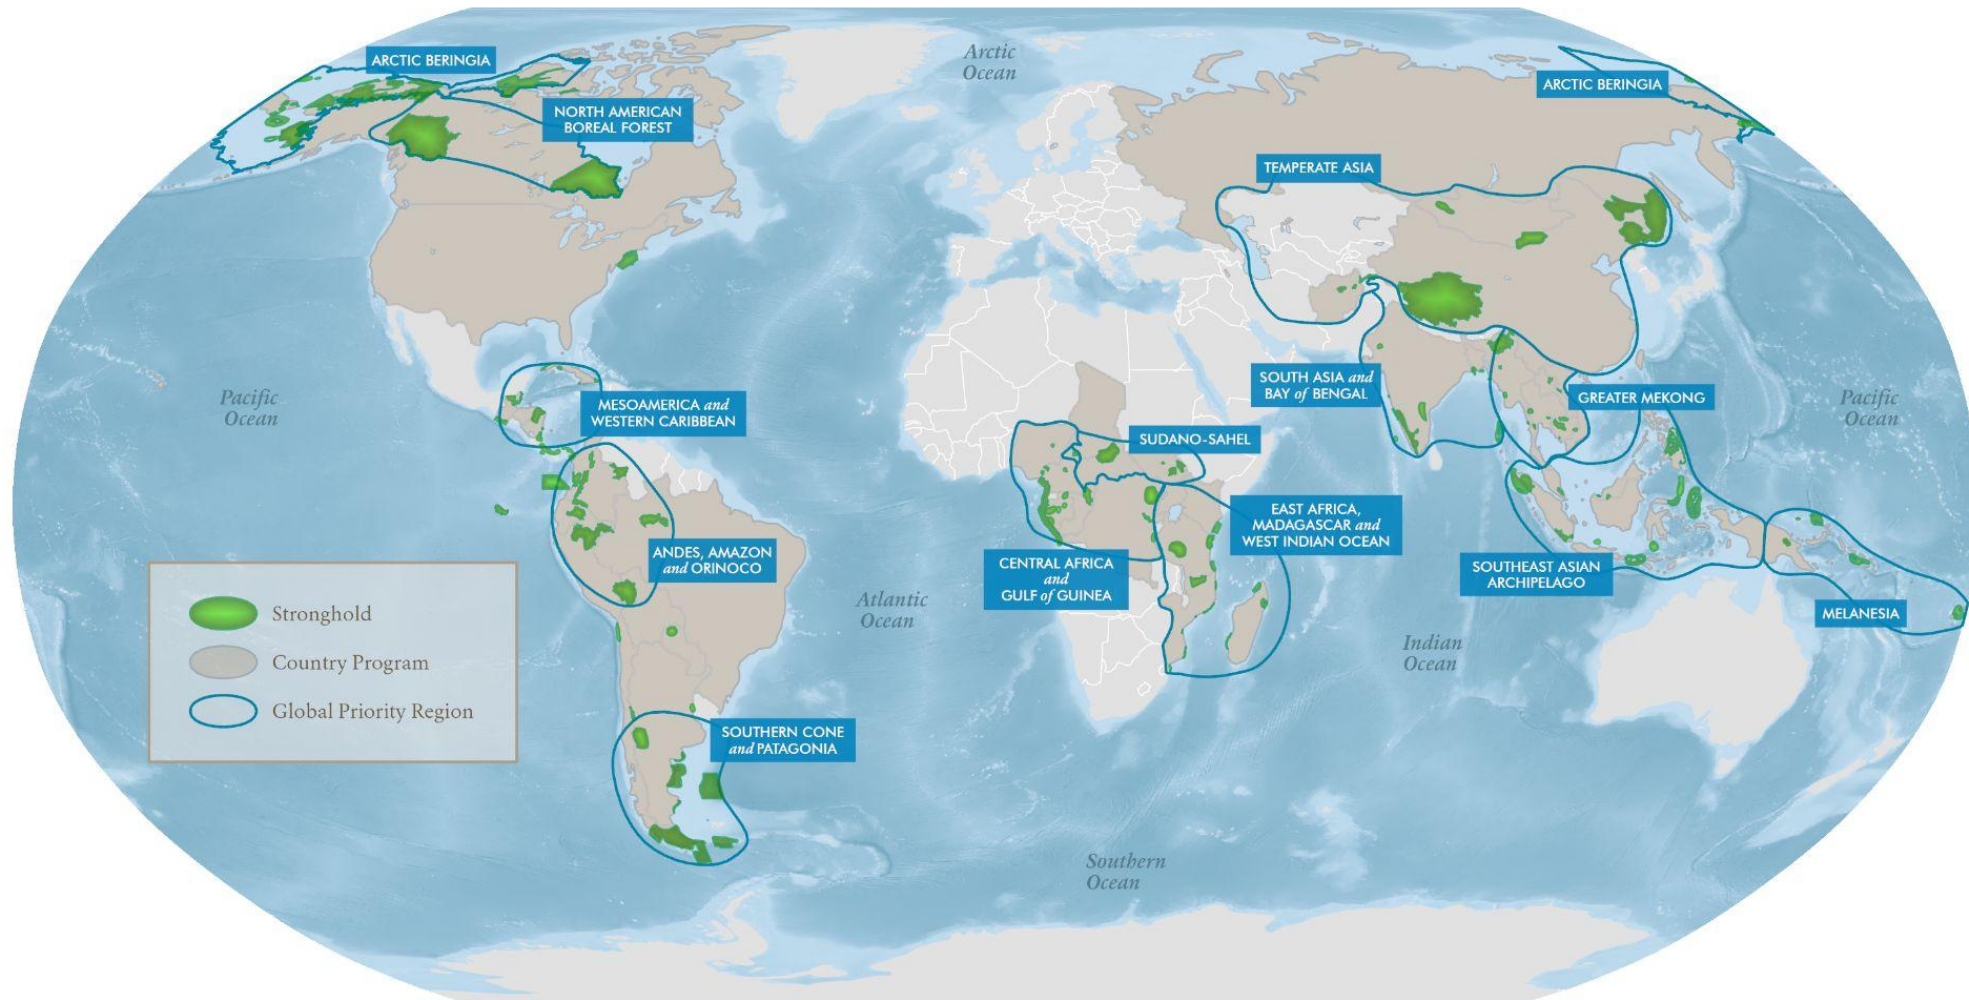 Arctic
Ocean
ARCTIC BERINGIA
ARCTIC BERINGIA
NORTH AMERICAN
BOREAL FOREST
TEMPERATE ASIA
Pacific
Ocean
MESOAMERICA and
WESTERN CARIBBEAN
SOUTH ASIA and
BAY of BENGAL
GREATER MEKONG
Pacific
Ocean
SUDANO-SAHEL
EAST AFRICA,
MADAGASCAR and
WEST INDIAN OCEAN
ANDES, AMAZON
and ORINOCO
CENTRAL AFRICA
and
GULF of GUINEA
SOUTHEAST ASIAN
ARCHIPELAGO
Atlantic
Ocean
MELANESIA
Indian
Ocean
Stronghold
Country Program
Global Priority Region
SOUTHERN CONE
and PATAGONIA
Southern
Ocean